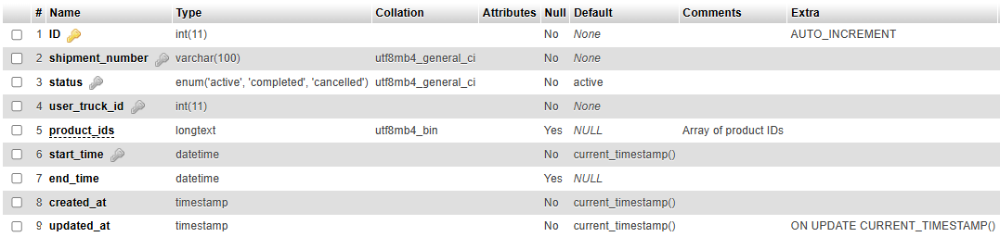 # Name Type Collation Attributes Null Default Comments Extra
1 ID int(11) No None AUTO_INCREMENT
2 shipment_number varchar(100) utf8mb4_general_ci No None
3 status enum('active', 'completed', 'cancelled') utf8mb4_general_ci No active
4 user_truck_id int(11) No None
5 product_ids longtext utf8mb4_bin Yes NULL Array of product IDs
6 start_time datetime No current_timestamp()
7 end_time datetime Yes NULL
8 created_at timestamp No current_timestamp()
9 updated_at timestamp No current_timestamp() ON UPDATE CURRENT_TIMESTAMP()